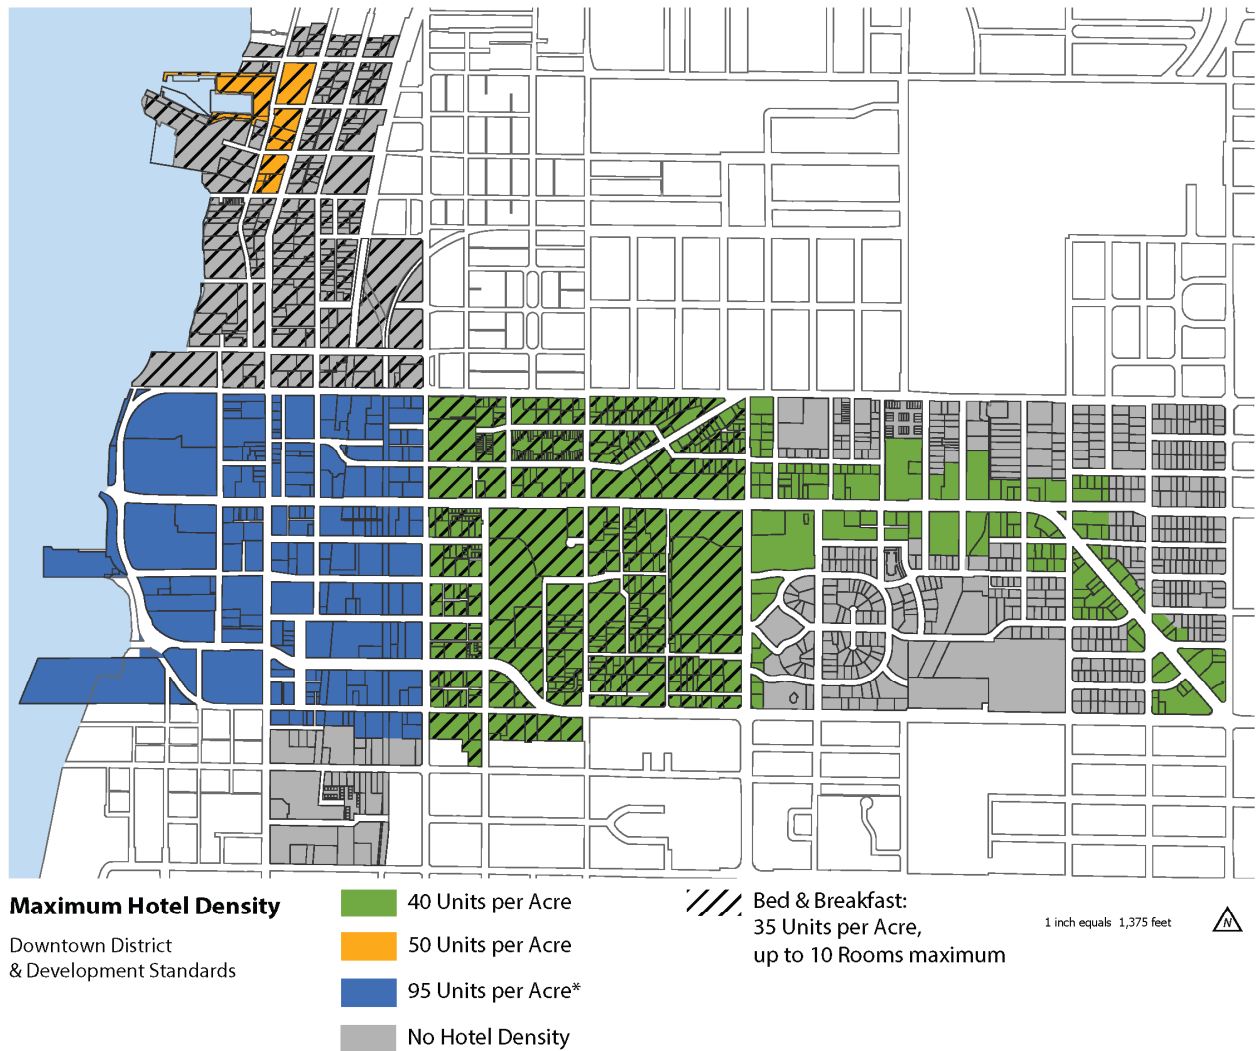 Maximum Hotel Density
Downtown District
& Development Standards
40 Units per Acre
50 Units per Acre
95 Units per Acre*
No Hotel Density
Bed & Breakfast:
35 Units per Acre,
up to 10 Rooms maximum
1 inch equals 1,375 feet
N